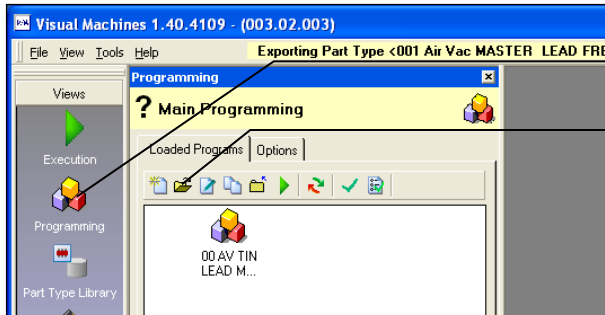 Visual Machines 1.40.4109 - (003.02.003)
File View Tools Help
Exporting Part Type <001 Air Vac MASTER LEAD FRE
Programming
Views
? Main Programming
Loaded Programs Options
Execution
Programming
00 AV TIN
LEAD M...
Part Type Library